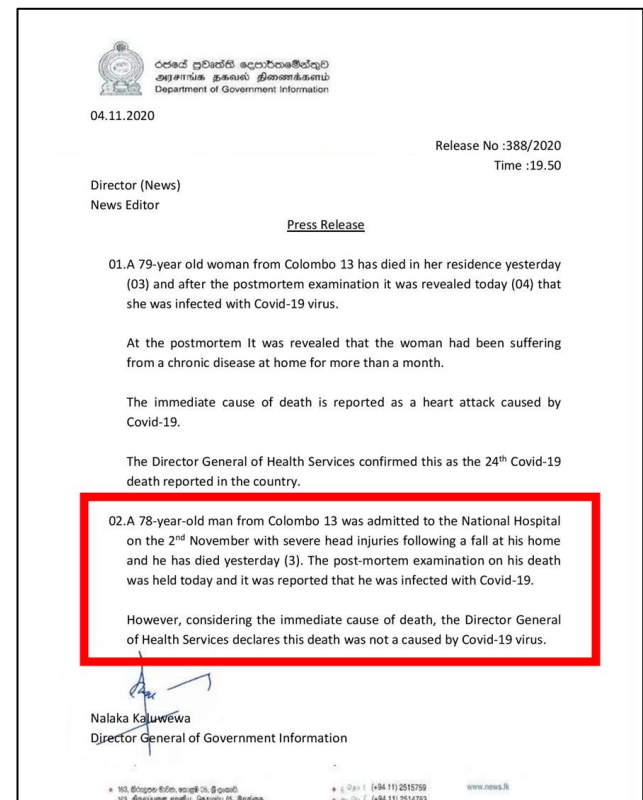 රජයේ ප්‍රවෘත්ති දෙපාර්තමේන්තුව
அரசாங்க தகவல் திணைக்களம்
Department of Government Information
04.11.2020
Release No :388/2020
Time :19.50
Director (News)
News Editor
Press Release
01.A 79-year old woman from Colombo 13 has died in her residence yesterday
(03) and after the postmortem examination it was revealed today (04) that
she was infected with Covid-19 virus.
At the postmortem It was revealed that the woman had been suffering
from a chronic disease at home for more than a month.
The immediate cause of death is reported as a heart attack caused by
Covid-19.
The Director General of Health Services confirmed this as the 24th Covid-19
death reported in the country.
02.A 78-year-old man from Colombo 13 was admitted to the National Hospital
on the 2nd November with severe head injuries following a fall at his home
and he has died yesterday (3). The post-mortem examination on his death
was held today and it was reported that he was infected with Covid-19.
However, considering the immediate cause of death, the Director General
of Health Services declares this death was not a caused by Covid-19 virus.
Nalaka Kaluwewa
Director General of Government Information
(+94 11) 2515759
www.news.lk
(+94 11) 2514753